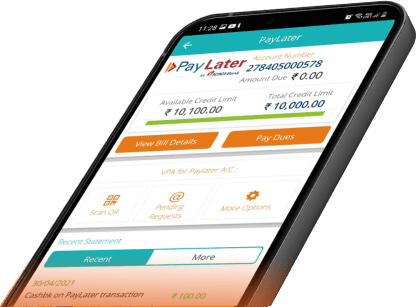 11:28
PayLater
PayLater
by ICICI Bank
Account Number
278405000578
Amount Due ₹ 0.00
Available Credit Limit
₹ 10,100.00
Total Credit Limit
₹ 10,000.00
View Bill Details
Pay Dues
VPA for Paylater A/C :
Scan QR
@
Pending
Requests
More Options
Recent Statement
Recent
More
30/04/2021
Cashbk on PayLater transaction
₹ 100.00